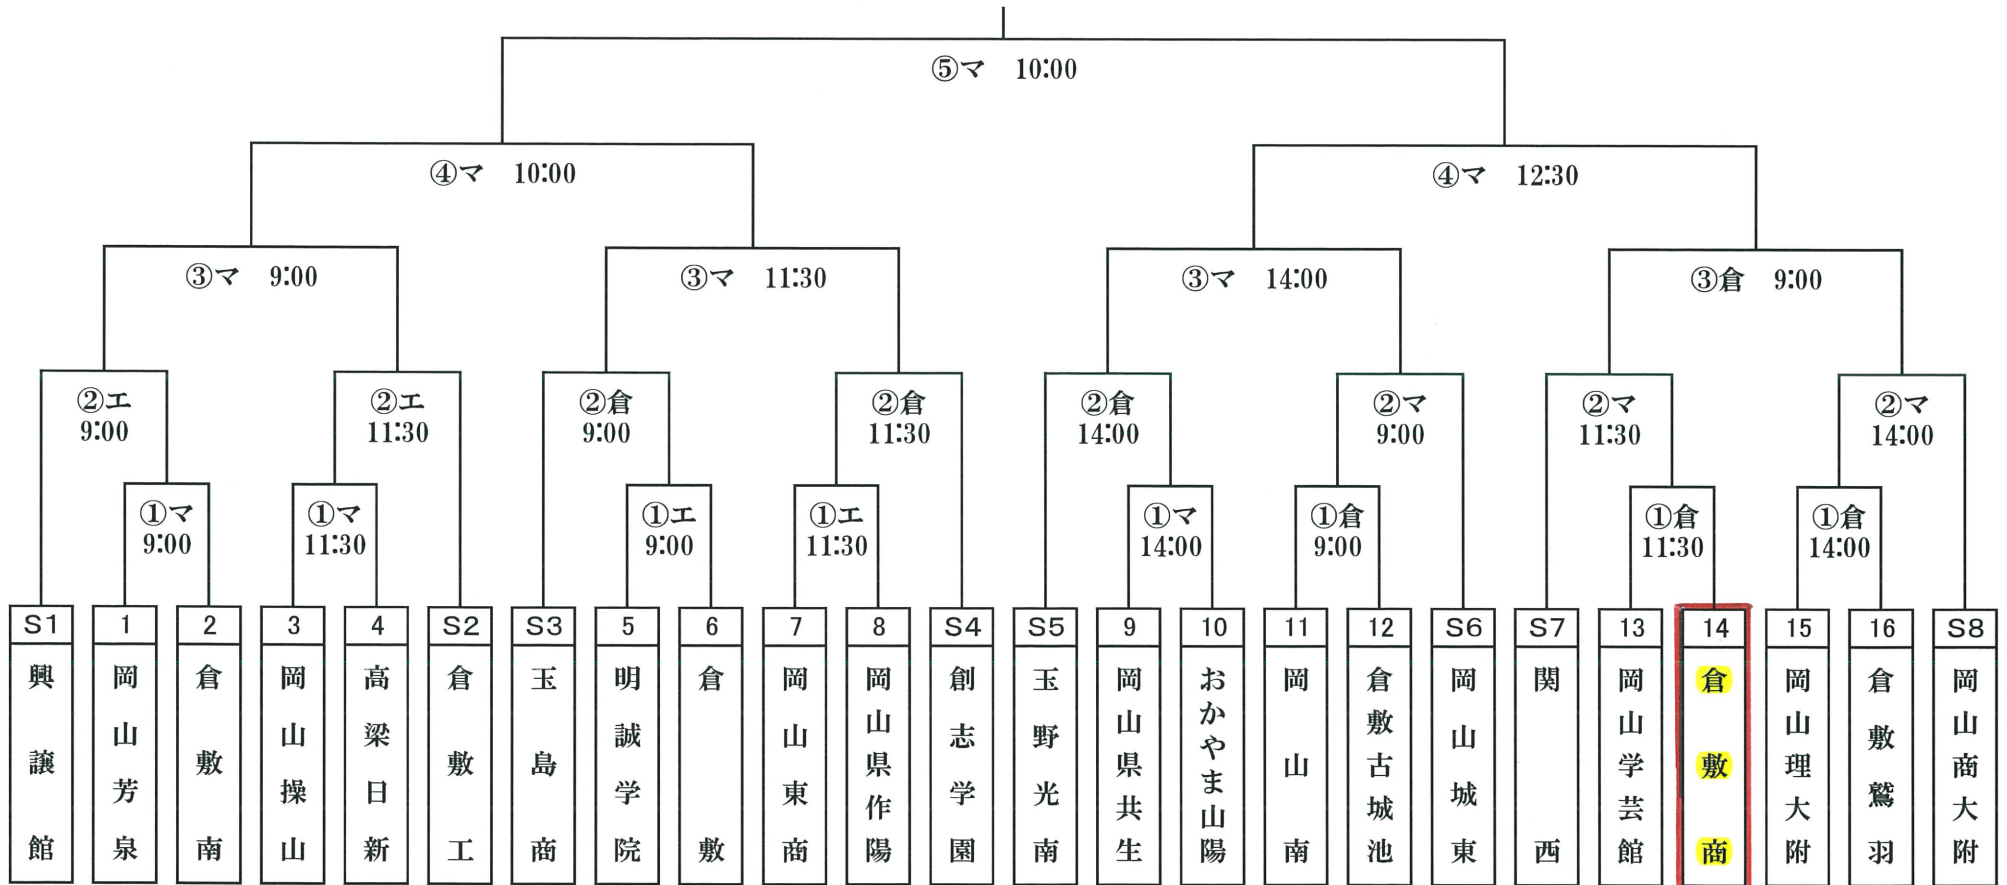 ⑤マ 10:00
④マ 10:00
④マ 12:30
③マ 9:00
③マ 11:30
③マ 14:00
③倉 9:00
②エ
9:00
②エ
11:30
②倉
9:00
②倉
11:30
②倉
14:00
②マ
9:00
②マ
11:30
②マ
14:00
①マ
9:00
①マ
11:30
①エ
9:00
①エ
11:30
①マ
14:00
①倉
9:00
①倉
11:30
①倉
14:00
S1
興譲館
1
岡山芳泉
2
倉敷南
3
岡山操山
4
高梁日新
S2
倉敷工
S3
玉島商
5
明誠学院
6
倉敷
7
岡山東商
8
岡山県作陽
S4
創志学園
S5
玉野光南
9
岡山県共生
10
おかやま山陽
11
岡山南
12
倉敷古城池
S6
岡山城東
S7
関西
13
岡山学芸館
14
倉敷商
15
岡山理大附
16
倉敷鷲羽
S8
岡山商大附